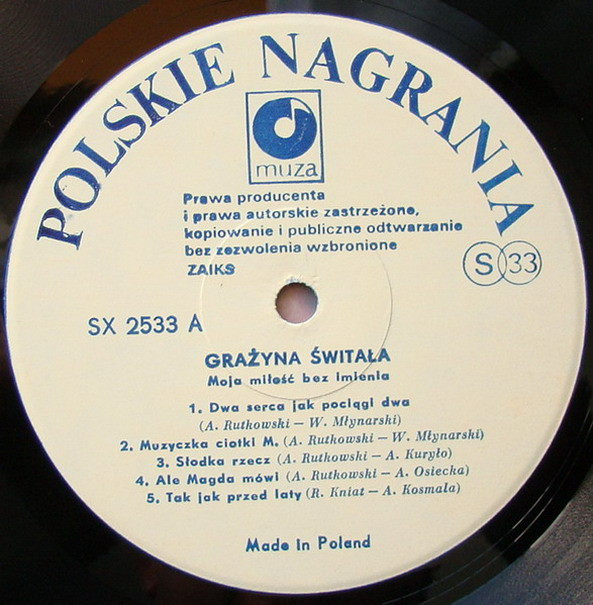 POLSKIE NAGRANIA
muza
Prawa producenta
i prawa autorskie zastrzeżone,
kopiowanie i publiczne odtwarzanie
bez zezwolenia wzbronione
ZAIKS
S 33
SX 2533 A
GRAŻYNA ŚWITAŁA
Moja miłość bez imienia
1. Dwa serca jak pociągi dwa
(A. Rutkowski — W. Młynarski)
2. Muzyczka ciotki M. (A. Rutkowski — W. Młynarski)
3. Słodka rzecz (A. Rutkowski — A. Kuryło)
4. Ale Magda mówi (A. Rutkowski — A. Osiecka)
5. Tak jak przed laty (R. Kniat — A. Kosmala)
Made in Poland